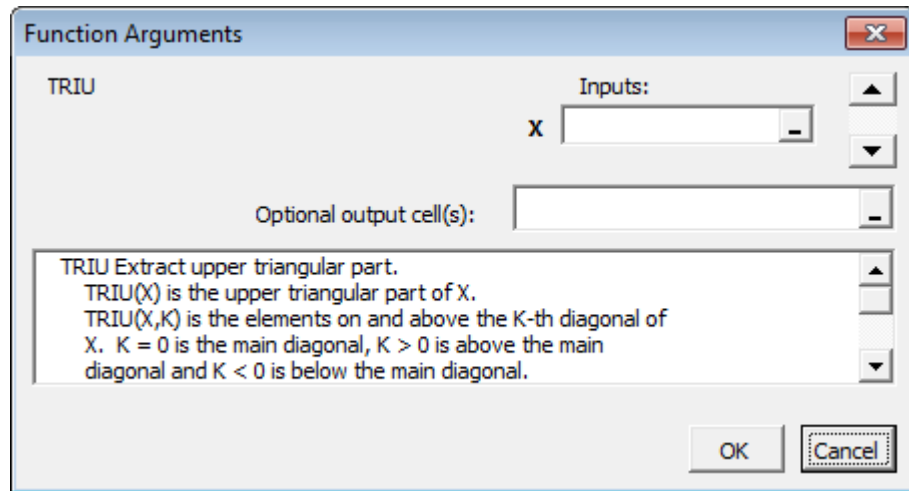 Function Arguments
TRIU
Inputs:
X
Optional output cell(s):
TRIU Extract upper triangular part.
TRIU(X) is the upper triangular part of X.
TRIU(X,K) is the elements on and above the K-th diagonal of
X.  K = 0 is the main diagonal, K > 0 is above the main
diagonal and K < 0 is below the main diagonal.
OK
Cancel